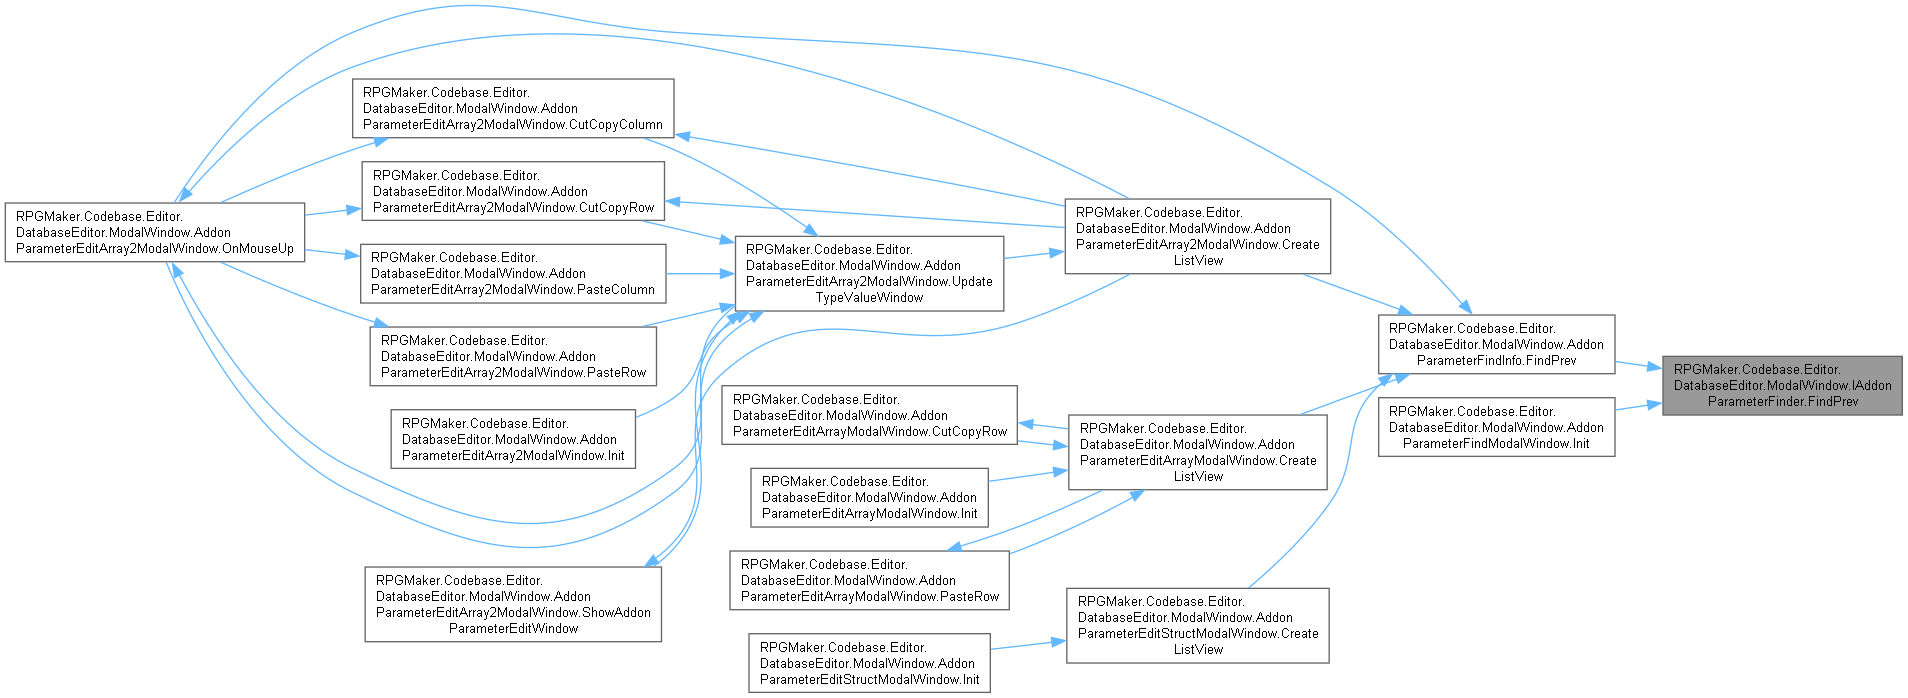 RPGMaker.Codebase.Editor.
DatabaseEditor.ModalWindow.Addon
ParameterEditArray2ModalWindow.OnMouseUp
RPGMaker.Codebase.Editor.
DatabaseEditor.ModalWindow.Addon
ParameterEditArray2ModalWindow.CutCopyColumn
RPGMaker.Codebase.Editor.
DatabaseEditor.ModalWindow.Addon
ParameterEditArray2ModalWindow.CutCopyRow
RPGMaker.Codebase.Editor.
DatabaseEditor.ModalWindow.Addon
ParameterEditArray2ModalWindow.PasteColumn
RPGMaker.Codebase.Editor.
DatabaseEditor.ModalWindow.Addon
ParameterEditArray2ModalWindow.PasteRow
RPGMaker.Codebase.Editor.
DatabaseEditor.ModalWindow.Addon
ParameterEditArray2ModalWindow.Init
RPGMaker.Codebase.Editor.
DatabaseEditor.ModalWindow.Addon
ParameterEditArray2ModalWindow.ShowAddon
ParameterEditWindow
RPGMaker.Codebase.Editor.
DatabaseEditor.ModalWindow.Addon
ParameterEditArray2ModalWindow.Update
TypeValueWindow
RPGMaker.Codebase.Editor.
DatabaseEditor.ModalWindow.Addon
ParameterEditArrayModalWindow.CutCopyRow
RPGMaker.Codebase.Editor.
DatabaseEditor.ModalWindow.Addon
ParameterEditArrayModalWindow.Init
RPGMaker.Codebase.Editor.
DatabaseEditor.ModalWindow.Addon
ParameterEditArrayModalWindow.PasteRow
RPGMaker.Codebase.Editor.
DatabaseEditor.ModalWindow.Addon
ParameterEditStructModalWindow.Init
RPGMaker.Codebase.Editor.
DatabaseEditor.ModalWindow.Addon
ParameterEditArray2ModalWindow.Create
ListView
RPGMaker.Codebase.Editor.
DatabaseEditor.ModalWindow.Addon
ParameterEditArrayModalWindow.Create
ListView
RPGMaker.Codebase.Editor.
DatabaseEditor.ModalWindow.Addon
ParameterEditStructModalWindow.Create
ListView
RPGMaker.Codebase.Editor.
DatabaseEditor.ModalWindow.Addon
ParameterFindInfo.FindPrev
RPGMaker.Codebase.Editor.
DatabaseEditor.ModalWindow.Addon
ParameterFindModalWindow.Init
RPGMaker.Codebase.Editor.
DatabaseEditor.ModalWindow.IAddon
ParameterFinder.FindPrev